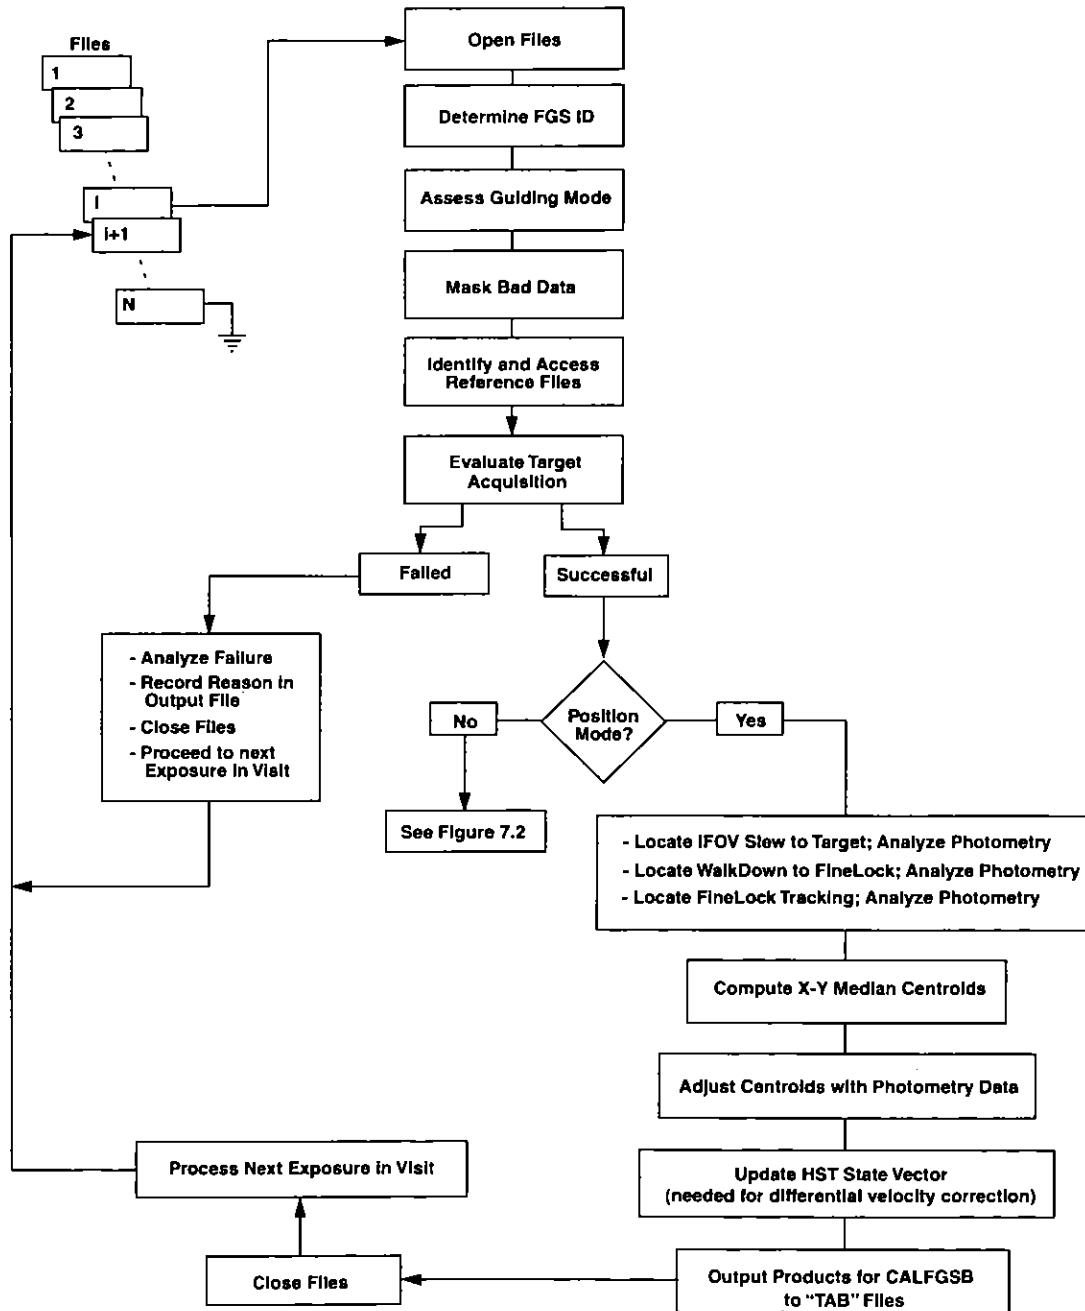 Files
1
2
3
I
i+1
N
Open Files
Determine FGS ID
Assess Guiding Mode
Mask Bad Data
Identify and Access
Reference Files
Evaluate Target
Acquisition
Failed
Successful
- Analyze Failure
- Record Reason in
Output File
- Close Files
- Proceed to next
Exposure in Visit
No
Position
Mode?
Yes
See Figure 7.2
- Locate IFOV Slew to Target; Analyze Photometry
- Locate WalkDown to FineLock; Analyze Photometry
- Locate FineLock Tracking; Analyze Photometry
Compute X-Y Median Centroids
Adjust Centroids with Photometry Data
Update HST State Vector
(needed for differential velocity correction)
Output Products for CALFGSB
to "TAB" Files
Close Files
Process Next Exposure in Visit